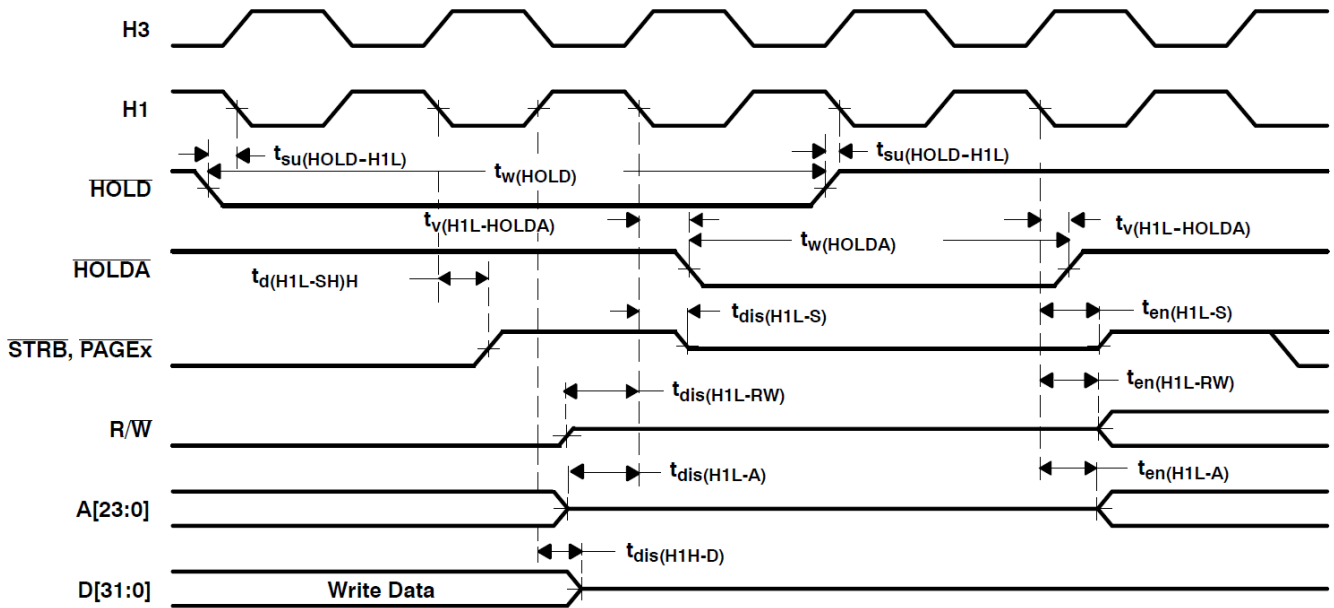 H3
H1
tsu(HOLD-H1L)
tsu(HOLD-H1L)
HOLD
tw(HOLD)
tv(H1L-HOLDA)
tv(H1L-HOLDA)
tw(HOLDA)
HOLDA
td(H1L-SH)H
tdis(H1L-S)
ten(H1L-S)
STRB, PAGEx
tdis(H1L-RW)
ten(H1L-RW)
R/W
tdis(H1L-A)
ten(H1L-A)
A[23:0]
tdis(H1H-D)
D[31:0]
Write Data